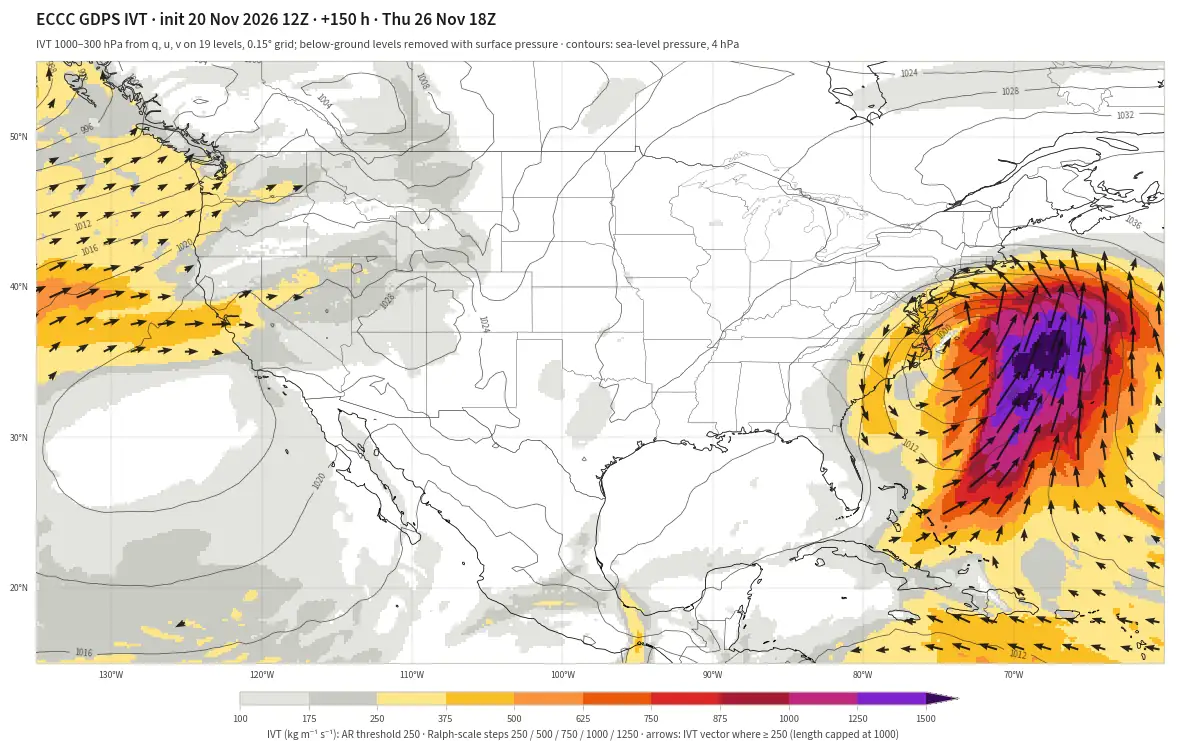 ECCC GDPS IVT · init 20 Nov 2026 12Z · +150 h · Thu 26 Nov 18Z
IVT 1000–300 hPa from q, u, v on 19 levels, 0.15° grid; below-ground levels removed with surface pressure · contours: sea-level pressure, 4 hPa
1024
1028
1008
1004
1032
996
50°N
1012
1016
1020
1036
40°N
1028
1024
1000
30°N
1012
1020
20°N
1016
1012
130°W 120°W 110°W 100°W 90°W 80°W 70°W
100 175 250 375 500 625 750 875 1000 1250 1500
IVT (kg m⁻¹ s⁻¹): AR threshold 250 · Ralph-scale steps 250 / 500 / 750 / 1000 / 1250 · arrows: IVT vector where ≥ 250 (length capped at 1000)